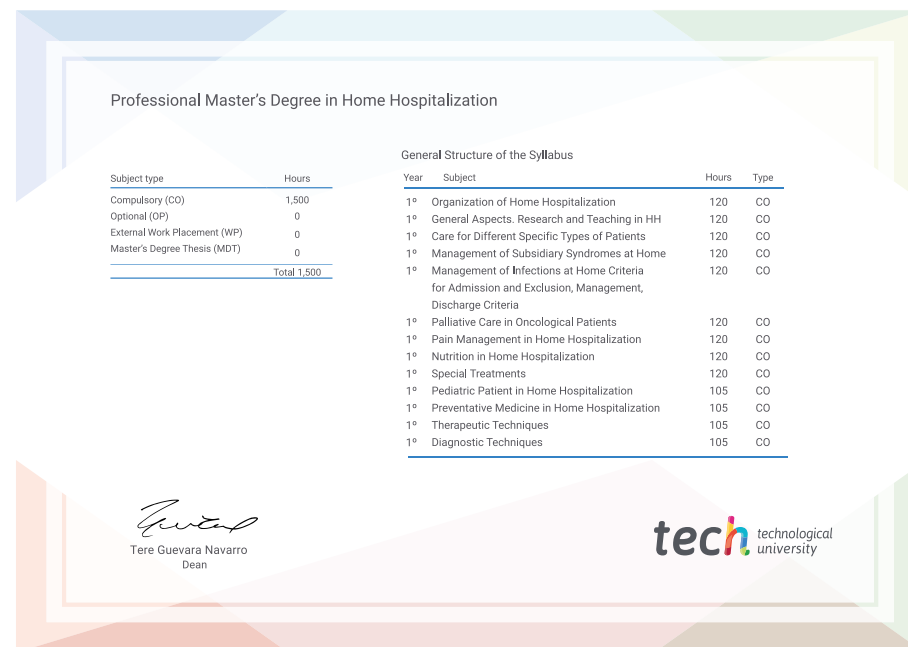 Professional Master's Degree in Home Hospitalization
Subject type Hours
Compulsory (CO) 1,500
Optional (OP) 0
External Work Placement (WP) 0
Master's Degree Thesis (MDT) 0
Total 1,500
General Structure of the Syllabus
Year Subject Hours Type
1º Organization of Home Hospitalization 120 CO
1º General Aspects. Research and Teaching in HH 120 CO
1º Care for Different Specific Types of Patients 120 CO
1º Management of Subsidiary Syndromes at Home 120 CO
1º Management of Infections at Home Criteria 120 CO
for Admission and Exclusion, Management,
Discharge Criteria
1º Palliative Care in Oncological Patients 120 CO
1º Pain Management in Home Hospitalization 120 CO
1º Nutrition in Home Hospitalization 120 CO
1º Special Treatments 120 CO
1º Pediatric Patient in Home Hospitalization 105 CO
1º Preventative Medicine in Home Hospitalization 105 CO
1º Therapeutic Techniques 105 CO
1º Diagnostic Techniques 105 CO
Tere Guevara Navarro
Dean
tech technological
university